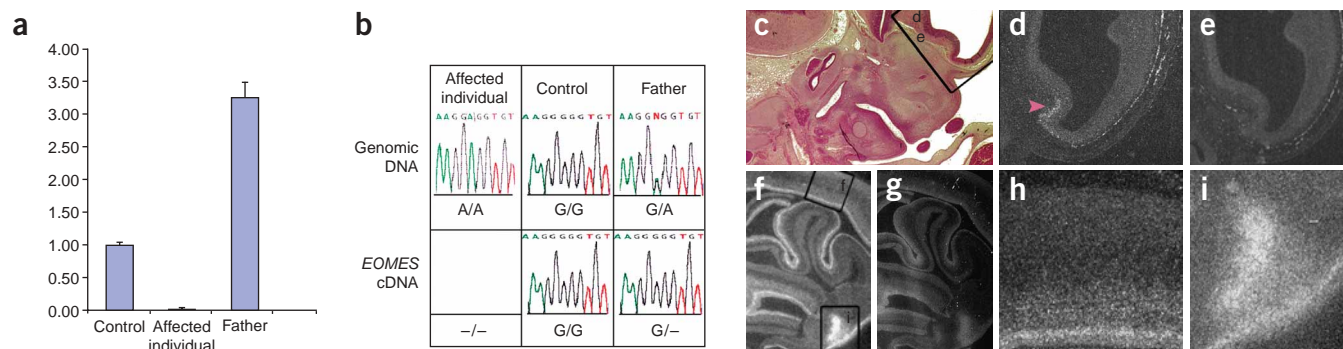 a
4.00
3.50
3.00
2.50
2.00
1.50
1.00
0.50
0.00
Control
Affected
individual
Father
b
Affected
individual
Control
Father
Genomic
DNA
A A G G A G G T G T
A A G G G G G T G T
A A G G N G G T G T
A/A
G/G
G/A
EOMES
cDNA
A A G G G G G T G T
A A G G G G G T G T
–/–
G/G
G/–
c
d
e
d
e
f
f
i
g
h
i